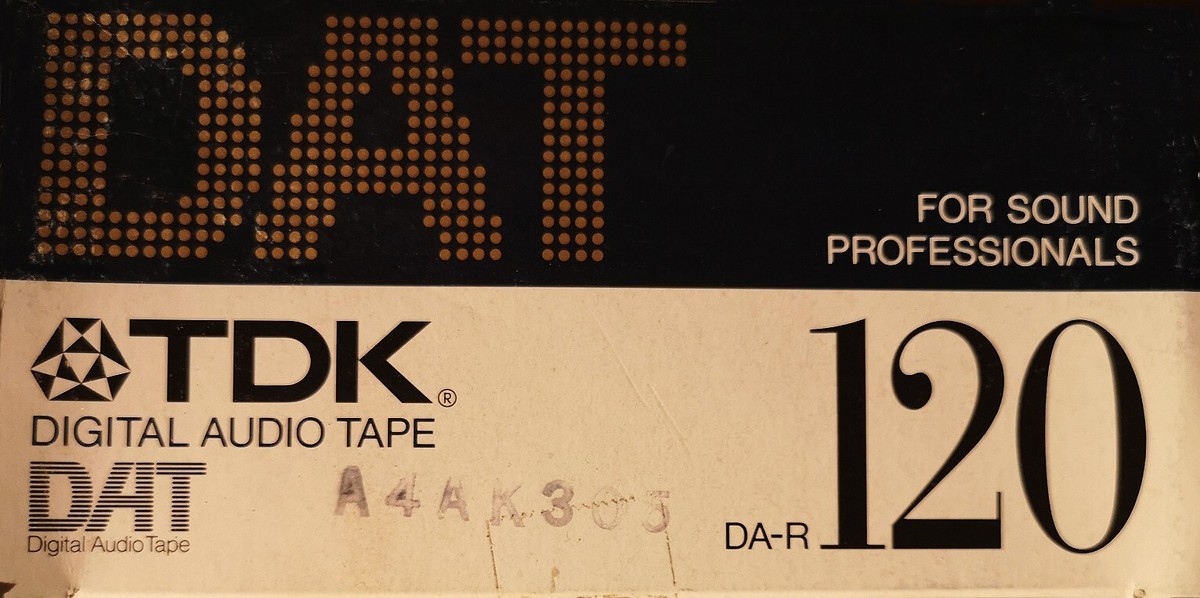 DAT
FOR SOUND
PROFESSIONALS
TDK®
DIGITAL AUDIO TAPE
DAT
Digital Audio Tape
A4AK305
DA-R 120